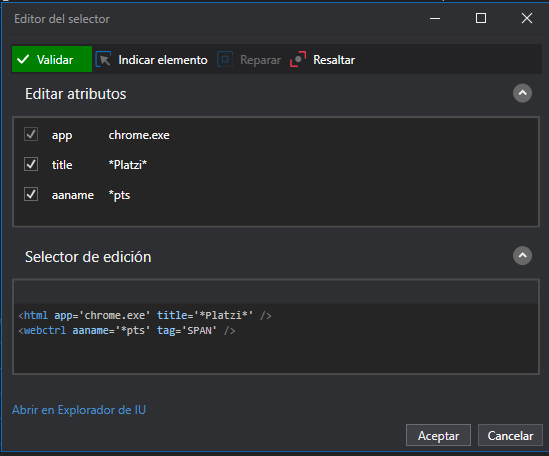 Editor del selector
Validar Indicar elemento Reparar Resaltar
Editar atributos
app chrome.exe
title *Platzi*
aaname *pts
Selector de edición
<html app='chrome.exe' title='*Platzi*' />
<webctrl aaname='*pts' tag='SPAN' />
Abrir en Explorador de IU
Aceptar Cancelar